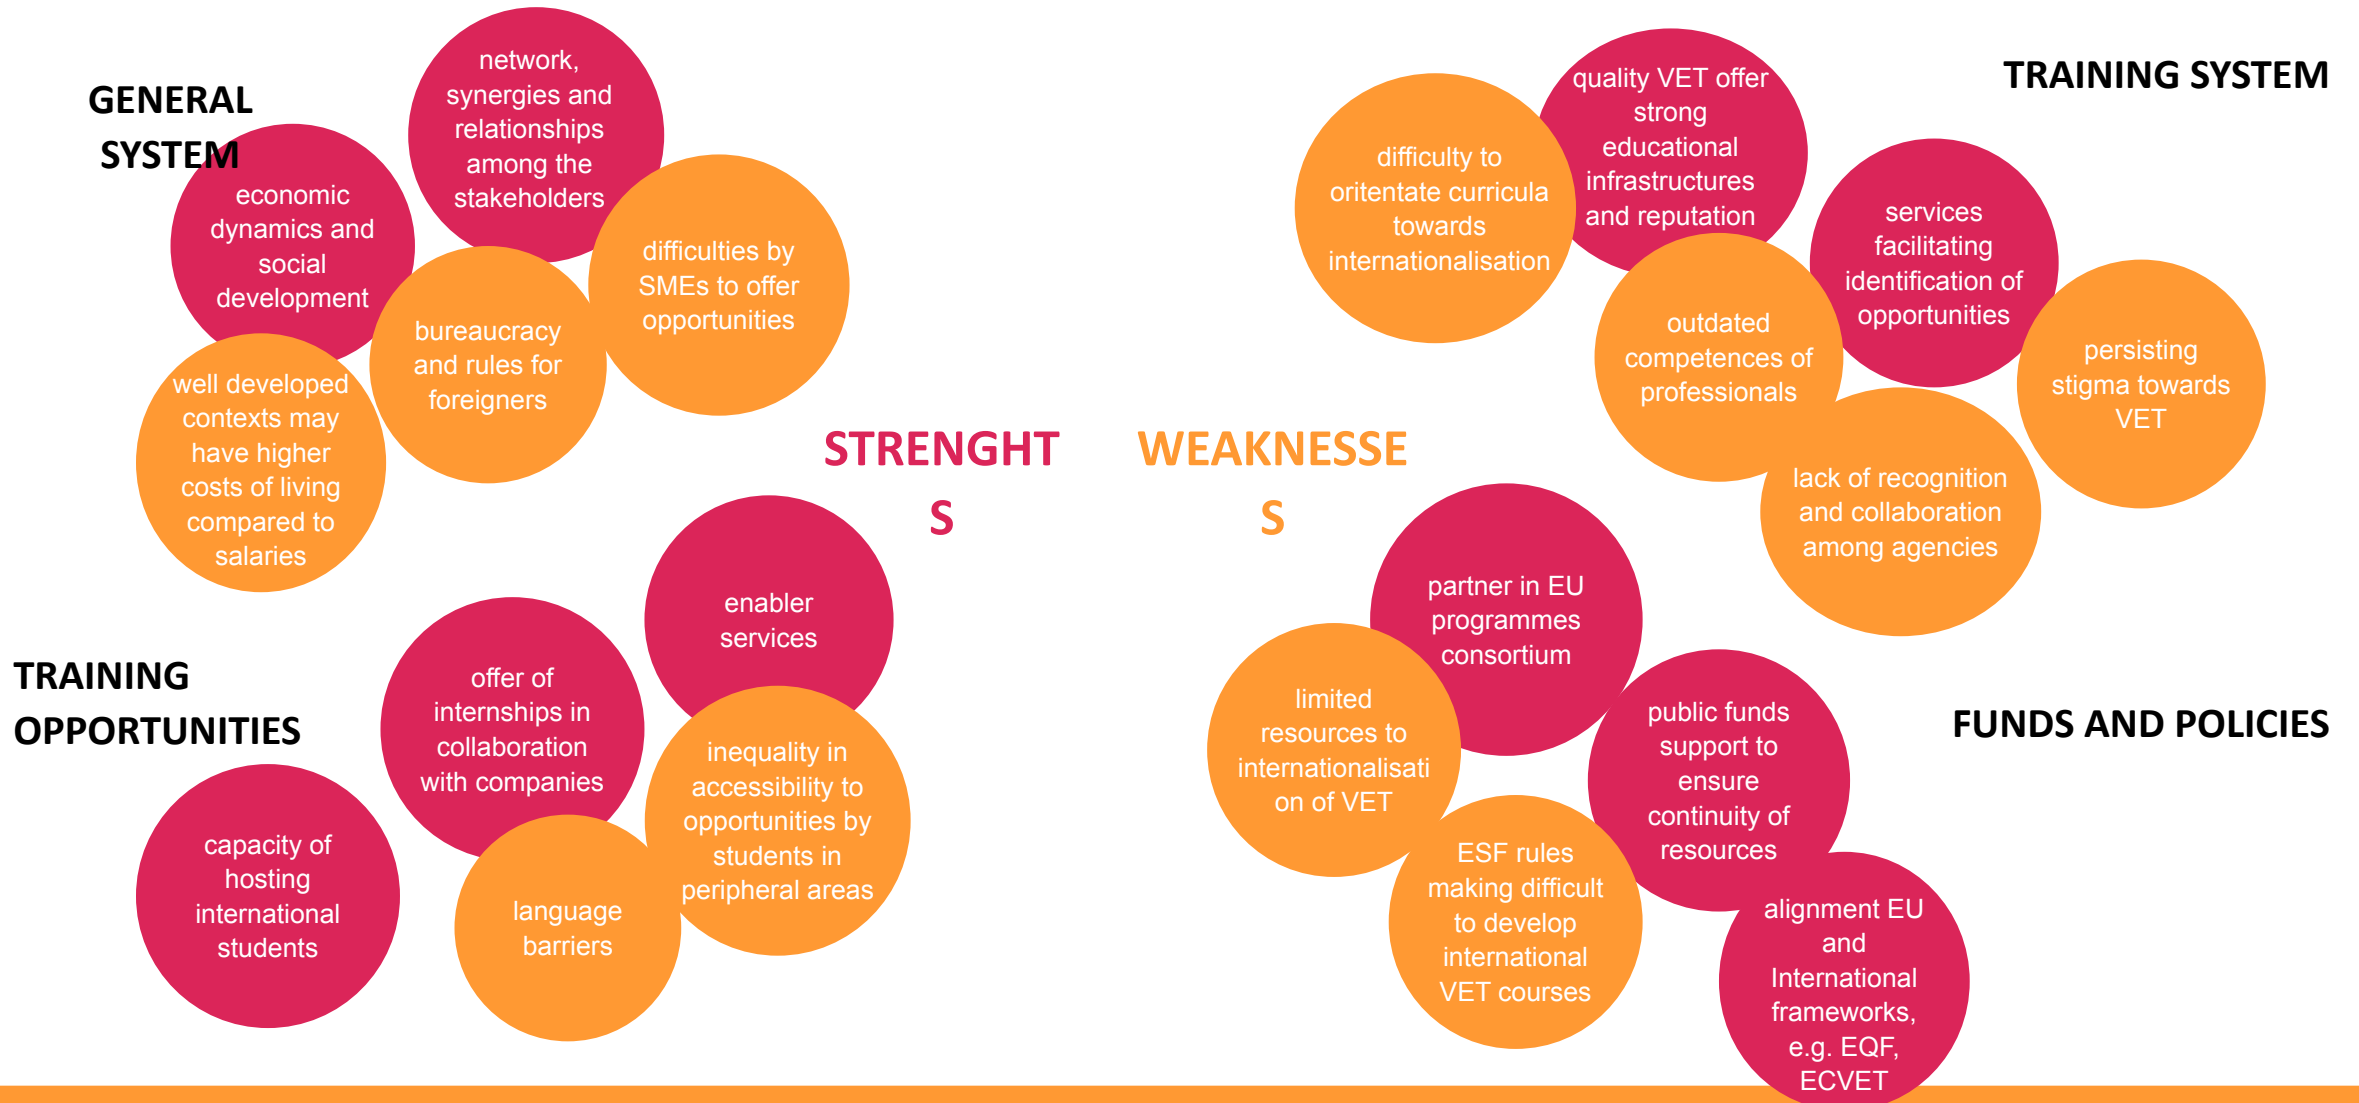 GENERAL
SYSTEM
network,
synergies and
relationships
among the
stakeholders
economic
dynamics and
social
development
difficulties by
SMEs to offer
opportunities
bureaucracy
and rules for
foreigners
well developed
contexts may
have higher
costs of living
compared to
salaries
TRAINING SYSTEM
quality VET offer
strong
educational
infrastructures
and reputation
difficulty to
oritentate curricula
towards
internationalisation
services
facilitating
identification of
opportunities
outdated
competences of
professionals
persisting
stigma towards
VET
lack of recognition
and collaboration
among agencies
STRENGHT
S
WEAKNESSE
S
TRAINING
OPPORTUNITIES
enabler
services
offer of
internships in
collaboration
with companies
inequality in
accessibility to
opportunities by
students in
peripheral areas
capacity of
hosting
international
students
language
barriers
partner in EU
programmes
consortium
limited
resources to
internationalisati
on of VET
public funds
support to
ensure
continuity of
resources
FUNDS AND POLICIES
ESF rules
making difficult
to develop
international
VET courses
alignment EU
and
International
frameworks,
e.g. EQF,
ECVET